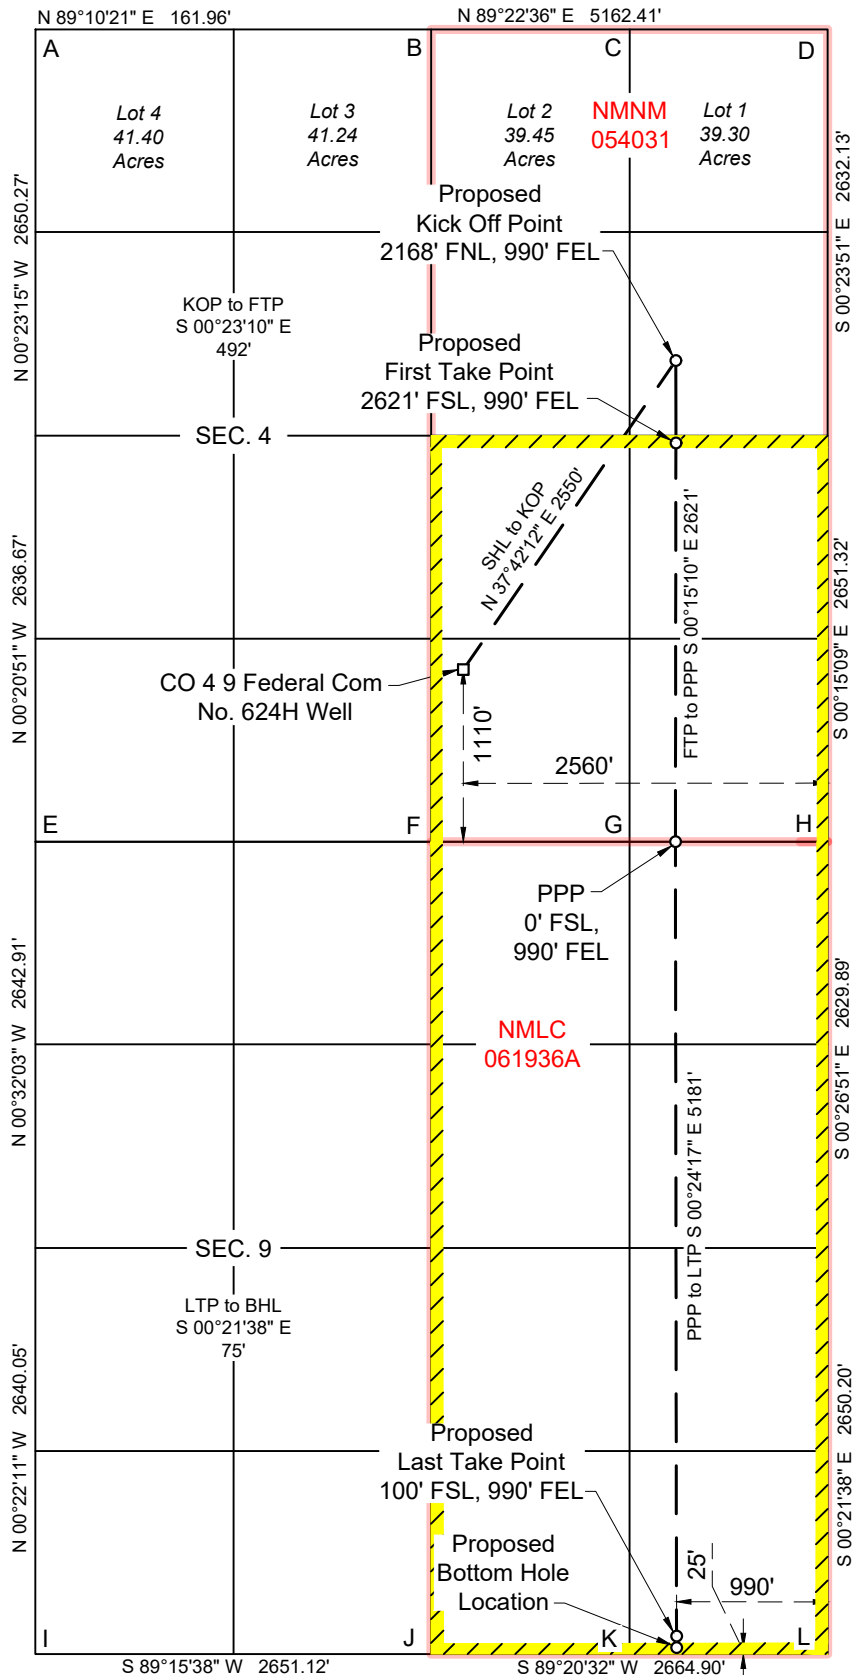 N 89°10'21" E 161.96'
N 89°22'36" E 5162.41'
A
B
C
D
Lot 4
41.40
Acres
Lot 3
41.24
Acres
Lot 2
39.45
Acres
NMNM
054031
Lot 1
39.30
Acres
N 00°23'15" W 2650.27'
S 00°23'51" E 2632.13'
Proposed
Kick Off Point
2168' FNL, 990' FEL
KOP to FTP
S 00°23'10" E
492'
Proposed
First Take Point
2621' FSL, 990' FEL
SEC. 4
SHL to KOP
N 37°42'12" E 2550'
FTP to PPP S 00°15'10" E 2621'
N 00°20'51" W 2636.67'
S 00°15'09" E 2651.32'
CO 4 9 Federal Com
No. 624H Well
1110'
2560'
E
F
G
H
PPP
0' FSL,
990' FEL
N 00°32'03" W 2642.91'
S 00°26'51" E 2629.89'
NMLC
061936A
PPP to LTP S 00°24'17" E 5181'
SEC. 9
LTP to BHL
S 00°21'38" E
75'
N 00°22'11" W 2640.05'
S 00°21'38" E 2650.20'
Proposed
Last Take Point
100' FSL, 990' FEL
Proposed
Bottom Hole
Location
25'
990'
I
J
K
L
S 89°15'38" W 2651.12'
S 89°20'32" W 2664.90'